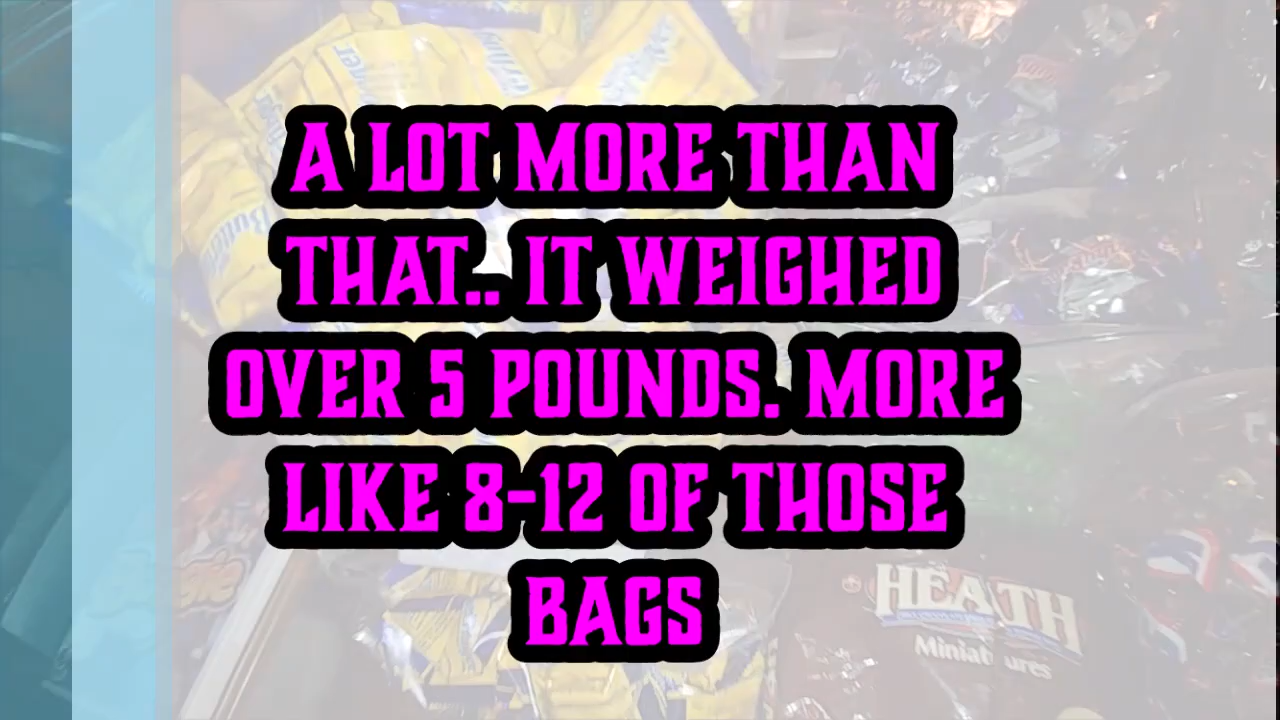 A LOT MORE THAN
THAT.. IT WEIGHED
OVER 5 POUNDS. MORE
LIKE 8-12 OF THOSE
BAGS
HEATH
Miniatures